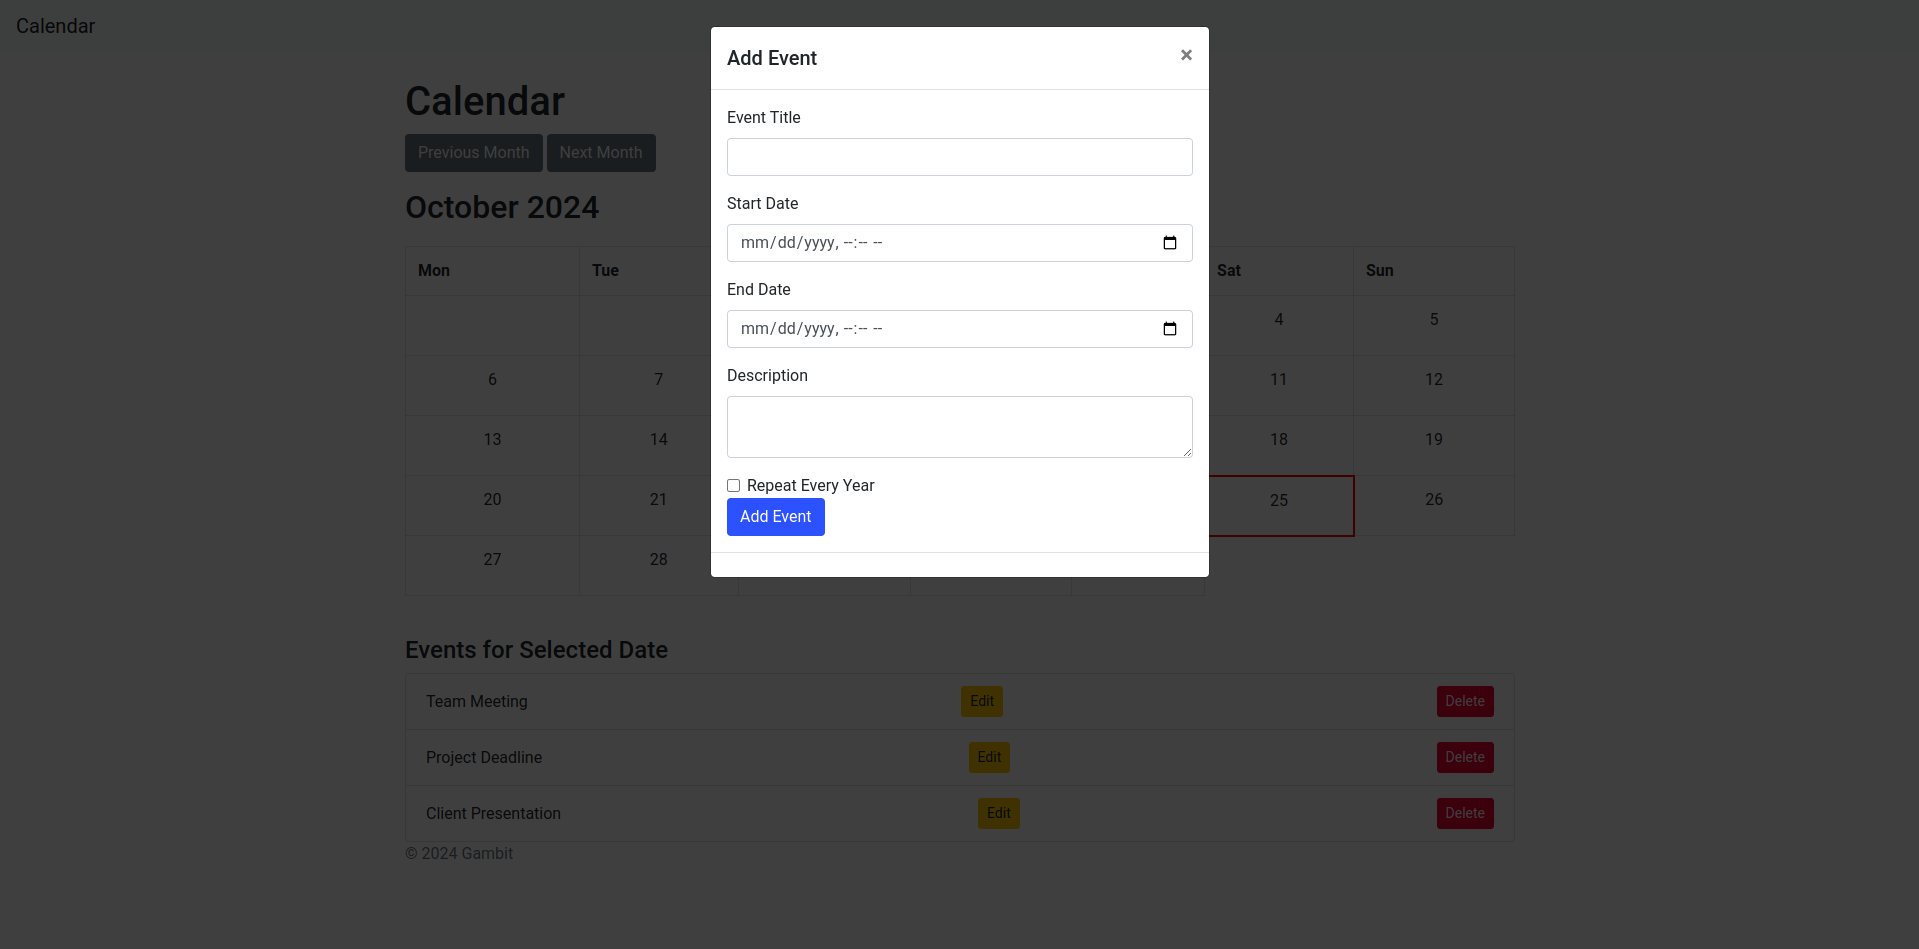 Calendar
Add Event ×
Event Title
Start Date
mm/dd/yyyy, --:-- --
End Date
mm/dd/yyyy, --:-- --
Description
Repeat Every Year
Add Event
Calendar
Previous Month Next Month
October 2024
Mon Tue Sat Sun
4 5
6 7 11 12
13 14 18 19
20 21 25 26
27 28
Events for Selected Date
Team Meeting Edit Delete
Project Deadline Edit Delete
Client Presentation Edit Delete
© 2024 Gambit